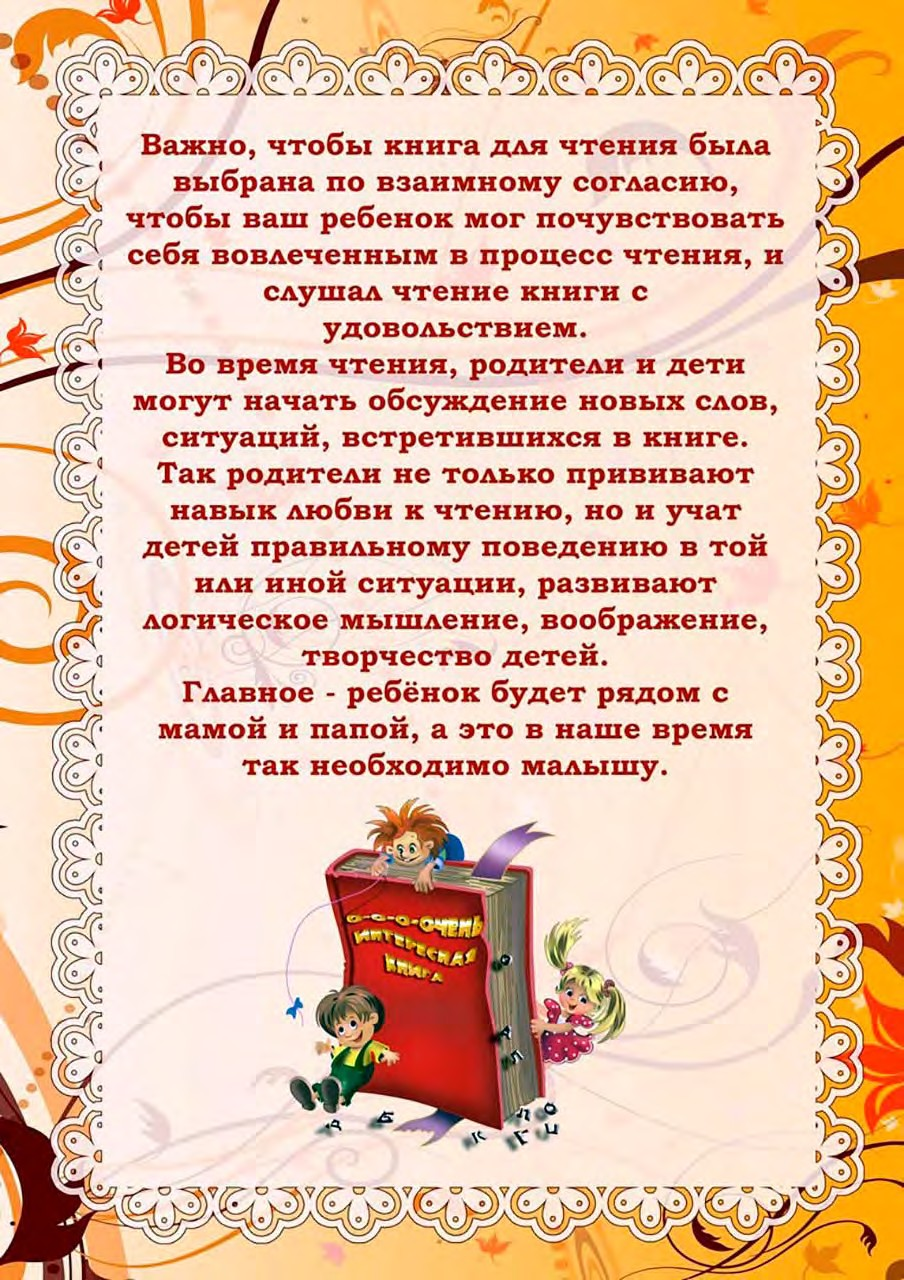 Важно, чтобы книга для чтения была
выбрана по взаимному согласию,
чтобы ваш ребенок мог почувствовать
себя вовлеченным в процесс чтения, и
слушал чтение книги с
удовольствием.
Во время чтения, родители и дети
могут начать обсуждение новых слов,
ситуаций, встретившихся в книге.
Так родители не только прививают
навык любви к чтению, но и учат
детей правильному поведению в той
или иной ситуации, развивают
логическое мышление, воображение,
творчество детей.
Главное - ребёнок будет рядом с
мамой и папой, а это в наше время
так необходимо малышу.
О-О-О-ОЧЕНЬ
ИНТЕРЕСНАЯ
КНИГА